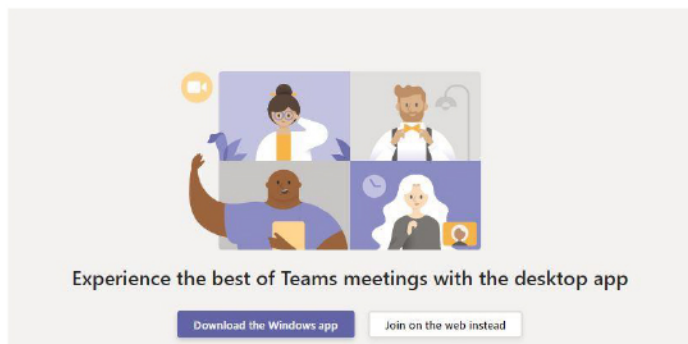 Experience the best of Teams meetings with the desktop app
Download the Windows app
Join on the web instead